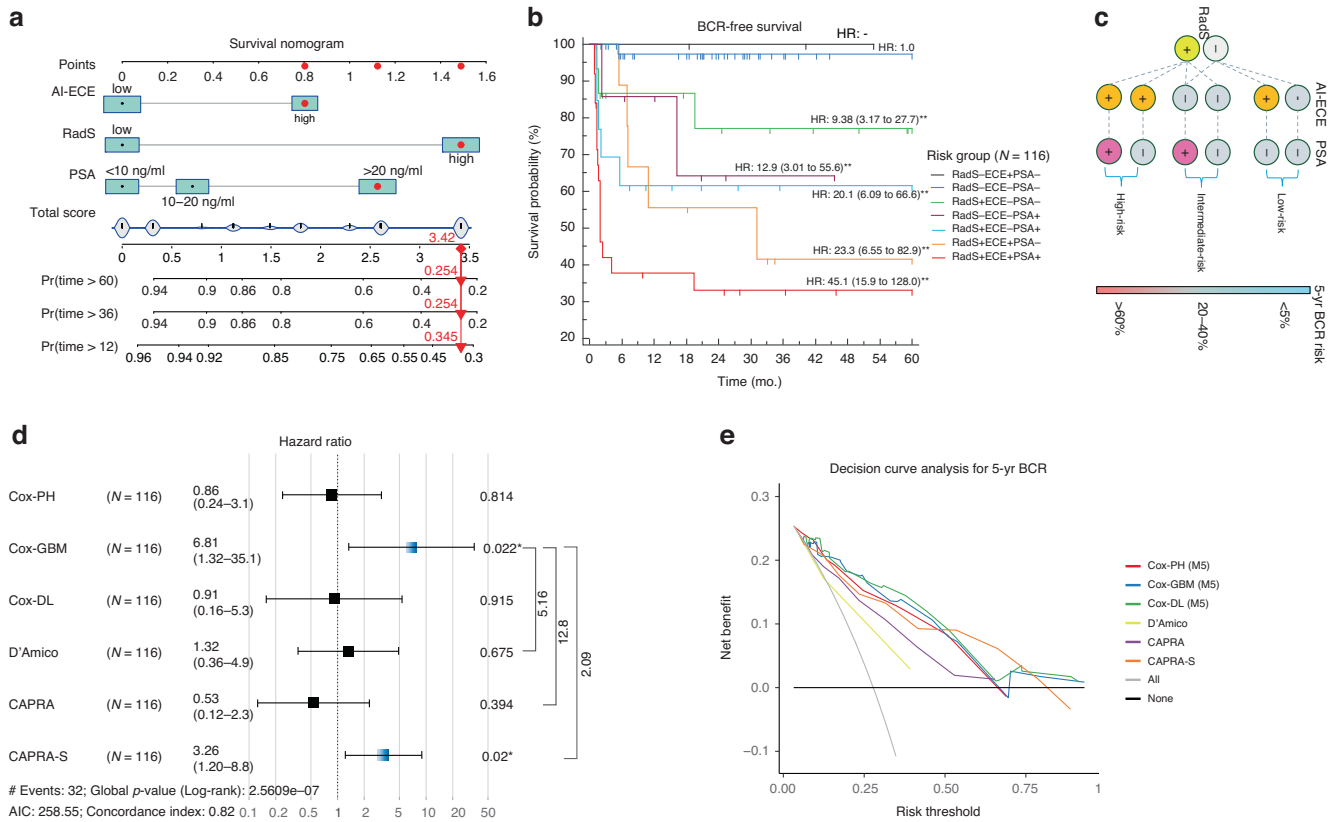 a
Survival nomogram
Points
0 0.2 0.4 0.6 0.8 1.0 1.2 1.4 1.6
AI-ECE
low
high
RadS
low
high
PSA
<10 ng/ml
>20 ng/ml
10–20 ng/ml
Total score
3.42
0 0.5 1 1.5 2 2.5 3 3.5
0.254
Pr(time > 60)
0.94 0.9 0.86 0.8 0.6 0.4 0.2
0.254
Pr(time > 36)
0.94 0.9 0.86 0.8 0.6 0.4 0.2
0.345
Pr(time > 12)
0.96 0.94 0.92 0.85 0.75 0.65 0.55 0.45 0.3
b
BCR-free survival
HR: -
HR: 1.0
HR: 9.38 (3.17 to 27.7)**
HR: 12.9 (3.01 to 55.6)**
HR: 20.1 (6.09 to 66.6)**
HR: 23.3 (6.55 to 82.9)**
HR: 45.1 (15.9 to 128.0)**
Survival probability (%)
100
90
80
70
60
50
40
30
20
0 6 12 18 24 30 36 42 48 54 60
Time (mo.)
Risk group (N = 116)
RadS–ECE+PSA–
RadS–ECE–PSA–
RadS+ECE–PSA–
RadS–ECE–PSA+
RadS+ECE–PSA+
RadS+ECE+PSA–
RadS+ECE+PSA+
c
RadS
+ –
AI-ECE
+ + – – + -
PSA
+ – + – – –
High-risk
Intermediate-risk
Low-risk
5-yr BCR risk
>60%
20–40%
<5%
d
Hazard ratio
Cox-PH (N = 116) 0.86 0.814
(0.24–3.1)
Cox-GBM (N = 116) 6.81 0.022*
(1.32–35.1)
Cox-DL (N = 116) 0.91 0.915
(0.16–5.3)
D'Amico (N = 116) 1.32 0.675
(0.36–4.9)
CAPRA (N = 116) 0.53 0.394
(0.12–2.3)
CAPRA-S (N = 116) 3.26 0.02*
(1.20–8.8)
5.16
12.8
2.09
# Events: 32; Global p-value (Log-rank): 2.5609e–07
AIC: 258.55; Concordance index: 0.82
0.1 0.2 0.5 1 2 5 10 20 50
e
Decision curve analysis for 5-yr BCR
Net benefit
0.3
0.2
0.1
0.0
–0.1
0.00 0.25 0.50 0.75 1
Risk threshold
Cox-PH (M5)
Cox-GBM (M5)
Cox-DL (M5)
D'Amico
CAPRA
CAPRA-S
All
None